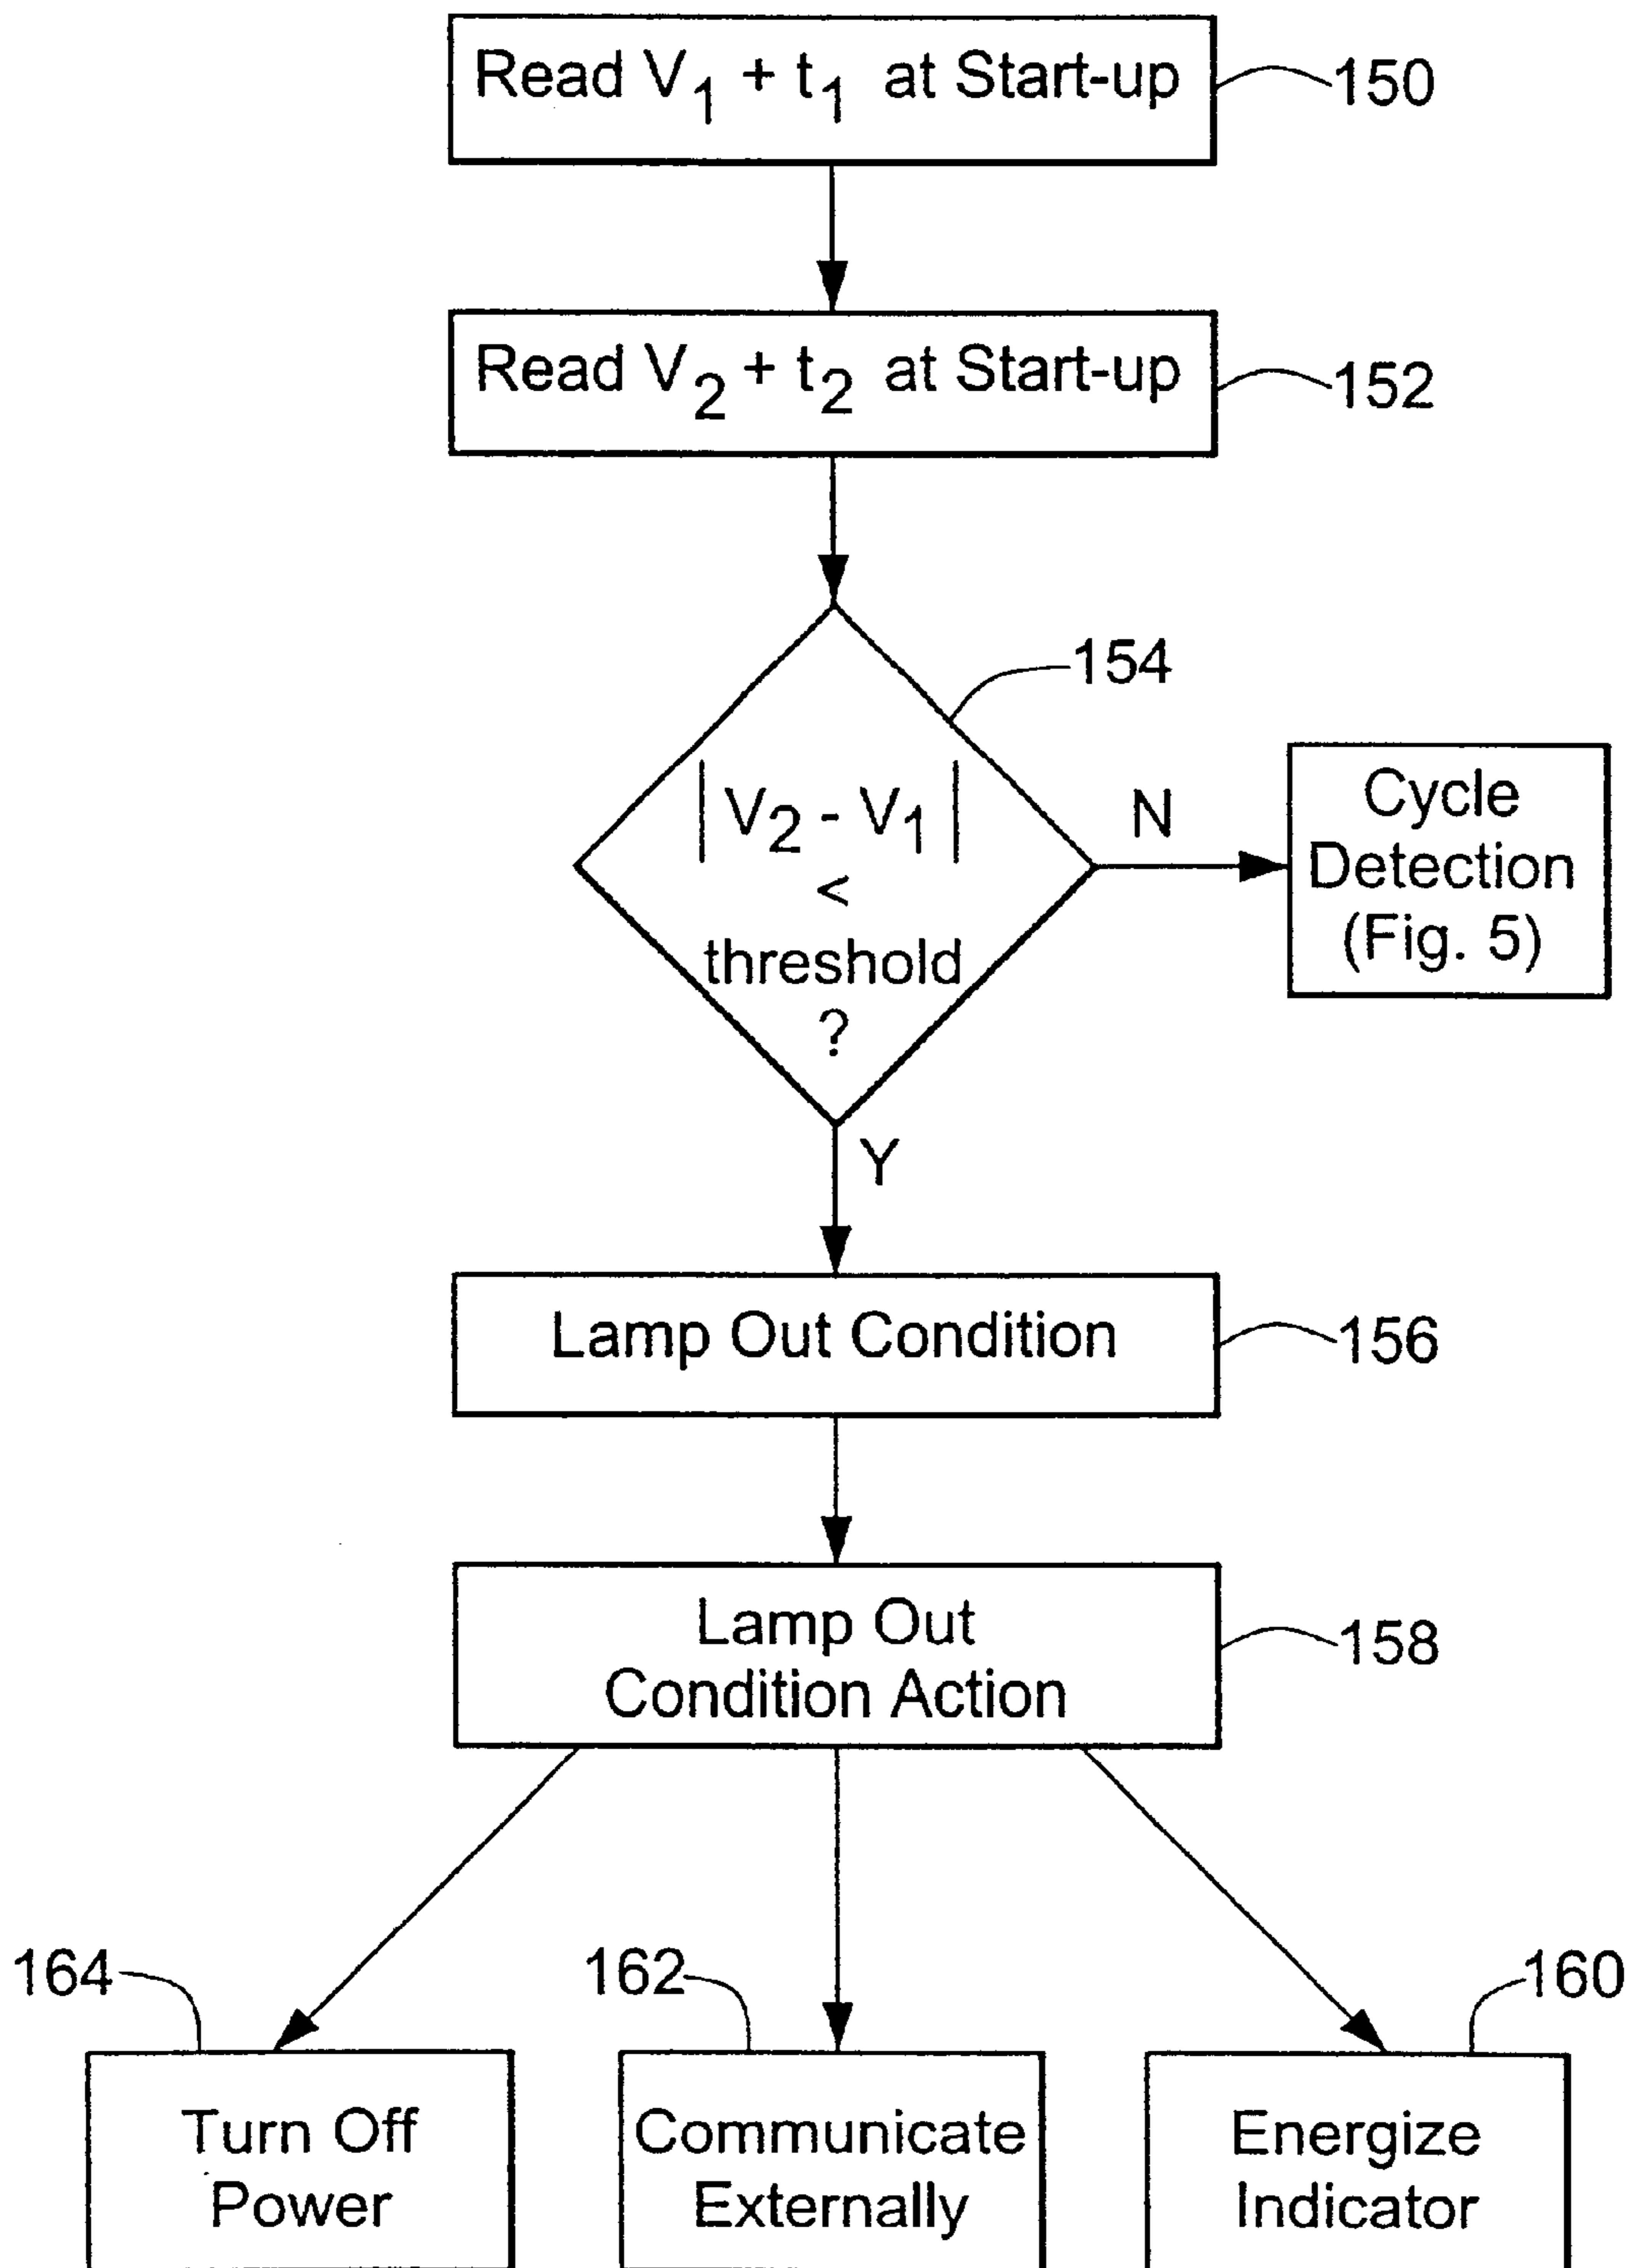 Read V1 + t1 at Start-up
150
Read V2 + t2 at Start-up
152
154
| V2 - V1 |
<
threshold
?
N
Cycle
Detection
(Fig. 5)
Y
Lamp Out Condition
156
Lamp Out
Condition Action
158
164
162
160
Turn Off
Power
Communicate
Externally
Energize
Indicator